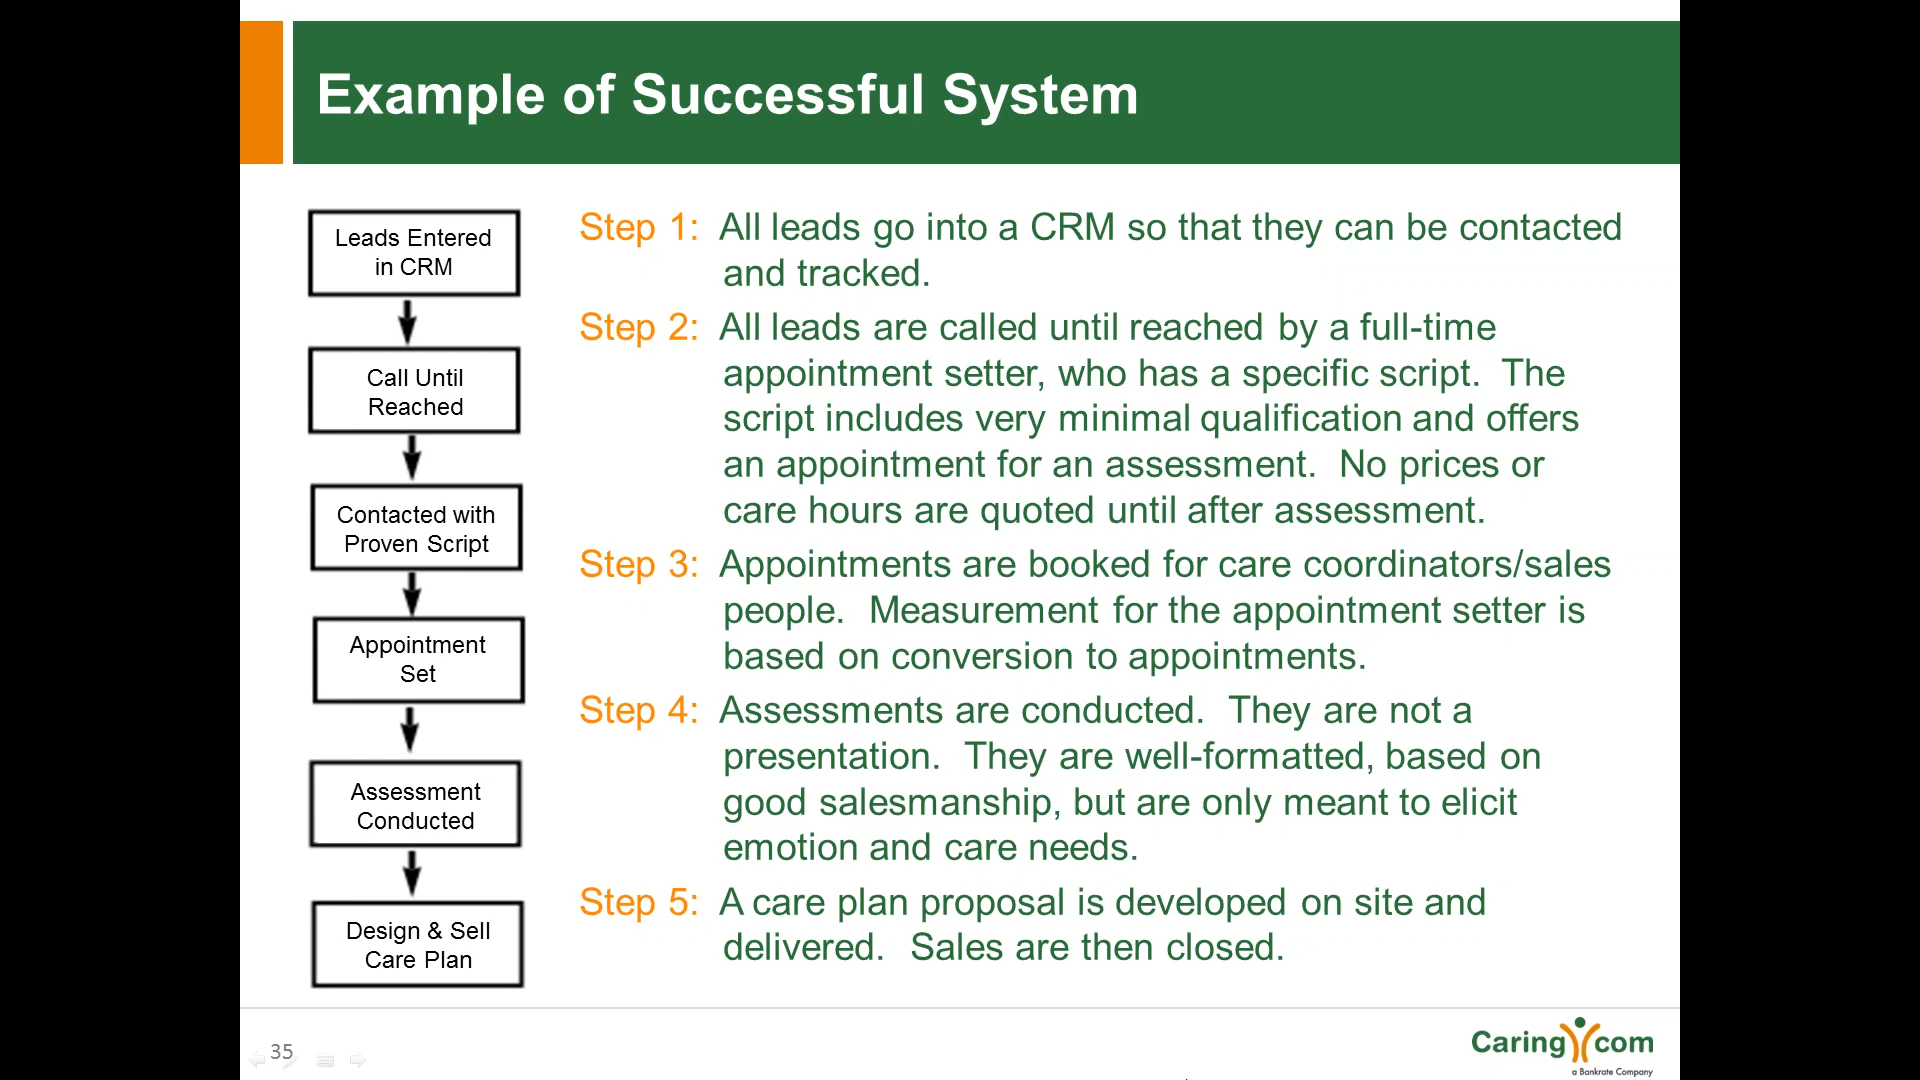 Example of Successful System
Leads Entered
in CRM
Call Until
Reached
Contacted with
Proven Script
Appointment
Set
Assessment
Conducted
Design & Sell
Care Plan
Step 1: All leads go into a CRM so that they can be contacted
and tracked.
Step 2: All leads are called until reached by a full-time
appointment setter, who has a specific script. The
script includes very minimal qualification and offers
an appointment for an assessment. No prices or
care hours are quoted until after assessment.
Step 3: Appointments are booked for care coordinators/sales
people. Measurement for the appointment setter is
based on conversion to appointments.
Step 4: Assessments are conducted. They are not a
presentation. They are well-formatted, based on
good salesmanship, but are only meant to elicit
emotion and care needs.
Step 5: A care plan proposal is developed on site and
delivered. Sales are then closed.
35
Caring com
a Bankrate Company